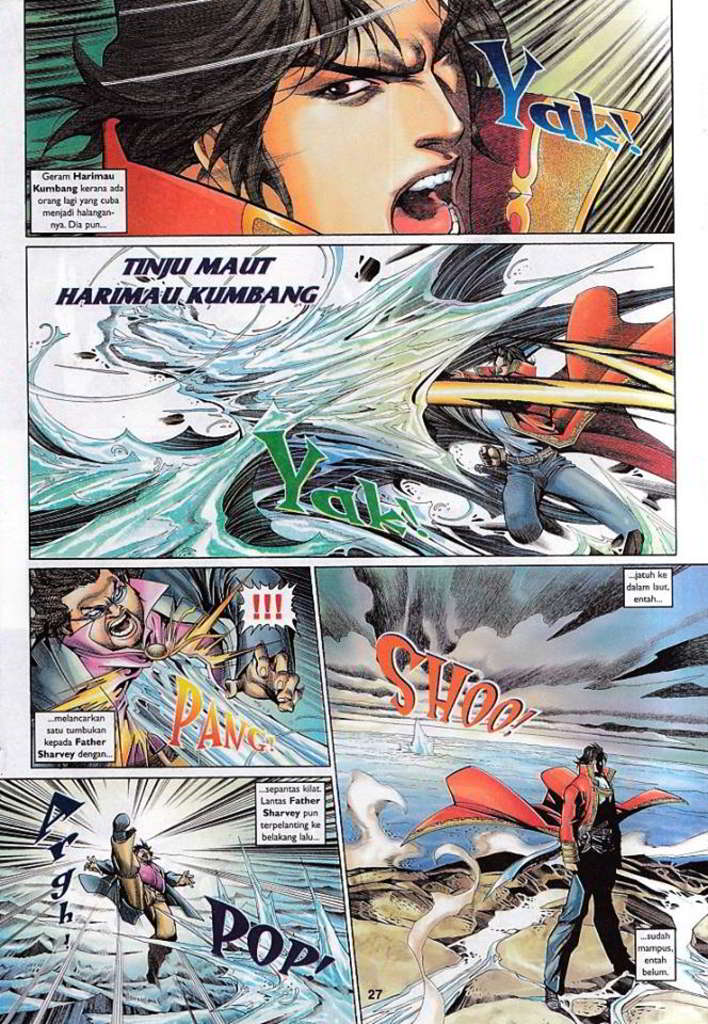 Yak!
Geram Harimau
Kumbang kerana ada
orang lagi yang cuba
menjadi halangan-
nya. Dia pun...
TINJU MAUT
HARIMAU KUMBANG
Yak!
!!!
PANG!
...melancarkan
satu tumbukan
kepada Father
Sharvey dengan...
...sepantas kilat.
Lantas Father
Sharvey pun
terpelanting ke
belakang lalu...
Argh!
POP!
...jatuh ke
dalam laut,
entah...
SHOO!
...sudah
mampus,
entah
belum.
27